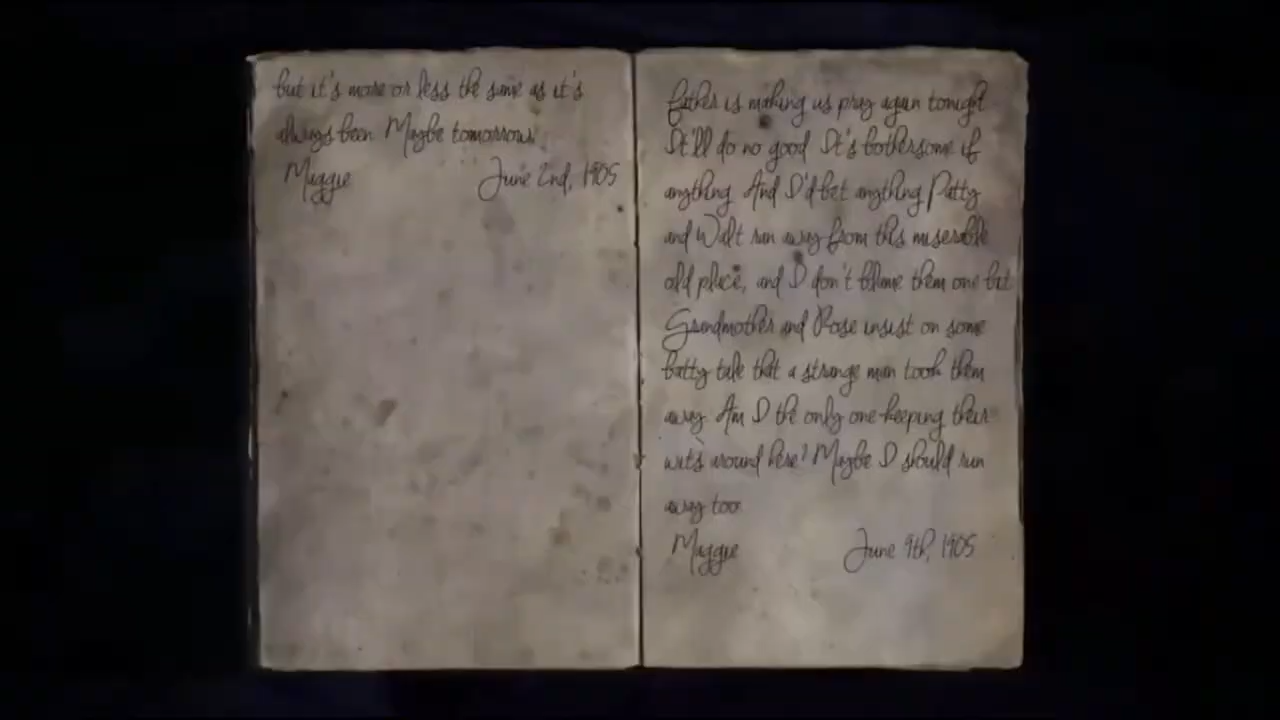 but it's more or less the same as it's
always been Maybe tomorrow
Maggie June 2nd, 1905
Father is making us pray again tonight
It'll do no good It's bothersome if
anything And I'd bet anything Patty
and Walt run away from this miserable
old place, and I don't blame them one bit
Grandmother and Rose insist on some
batty tale that a strange man took them
away Am I the only one keeping their
wits around here? Maybe I should run
away too
Maggie June 9th, 1905